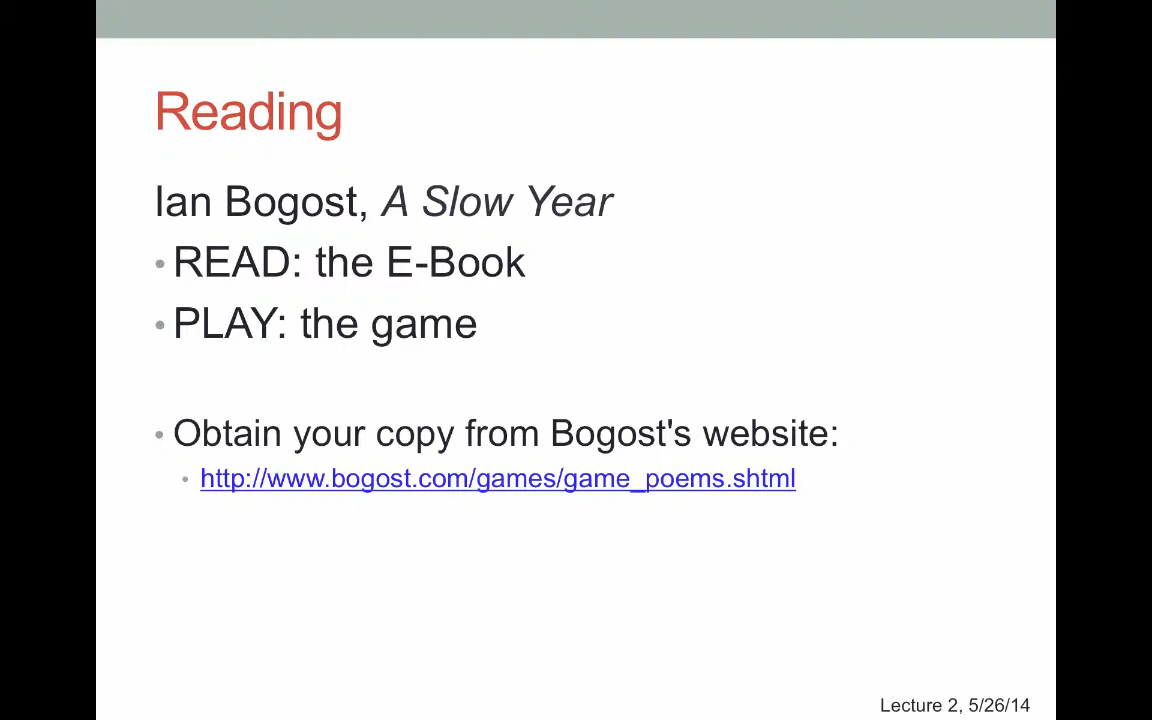 Reading
Ian Bogost, A Slow Year
• READ: the E-Book
• PLAY: the game
• Obtain your copy from Bogost's website:
• http://www.bogost.com/games/game_poems.shtml
Lecture 2, 5/26/14